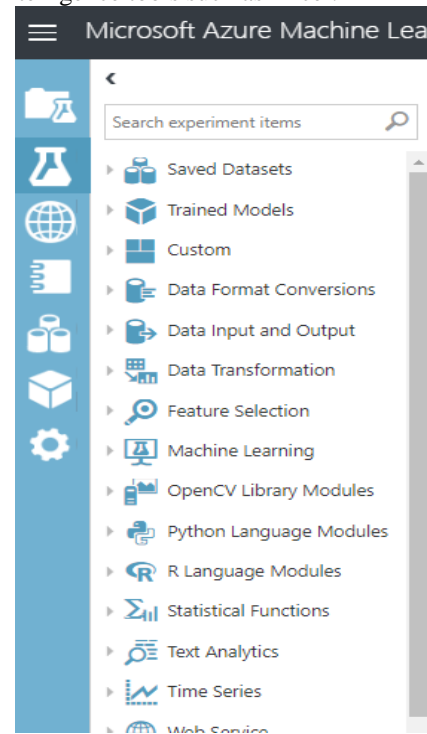 Microsoft Azure Machine Lea
Search experiment items
Saved Datasets
Trained Models
Custom
Data Format Conversions
Data Input and Output
Data Transformation
Feature Selection
Machine Learning
OpenCV Library Modules
Python Language Modules
R Language Modules
Statistical Functions
Text Analytics
Time Series
Web Service